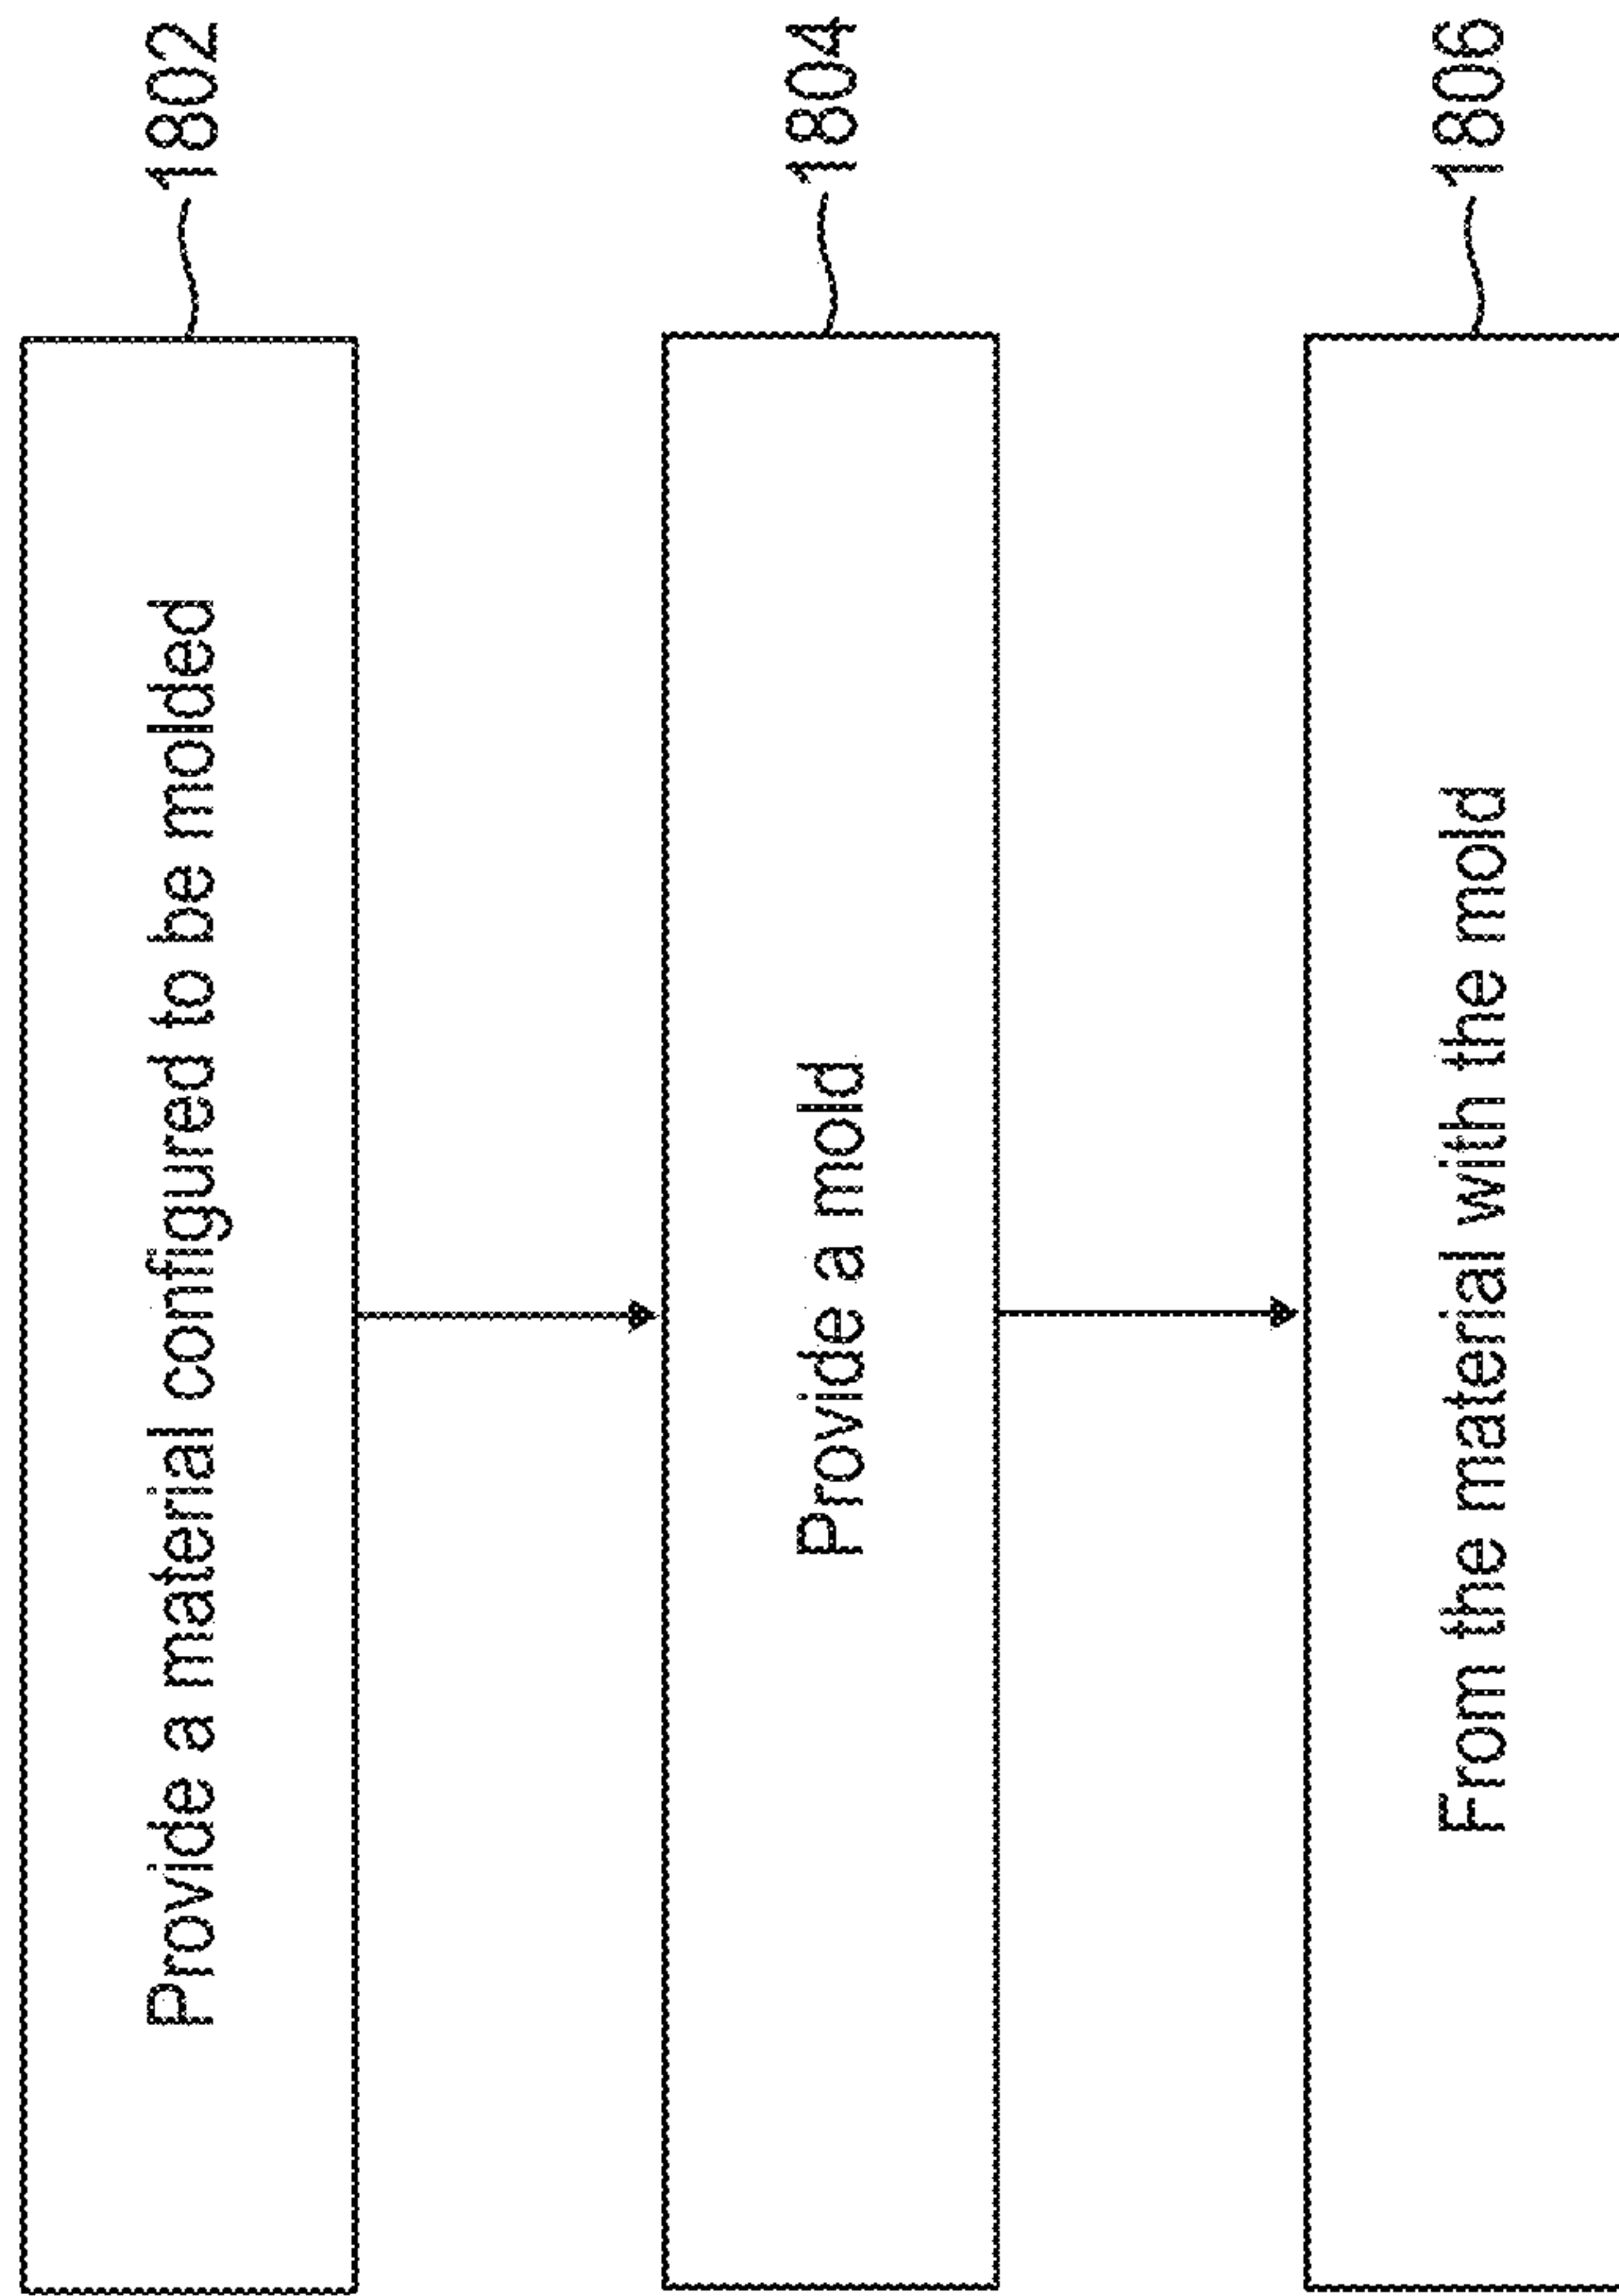 Provide a material configured to be molded
1802
Provide a mold
1804
From the material with the mold
1806